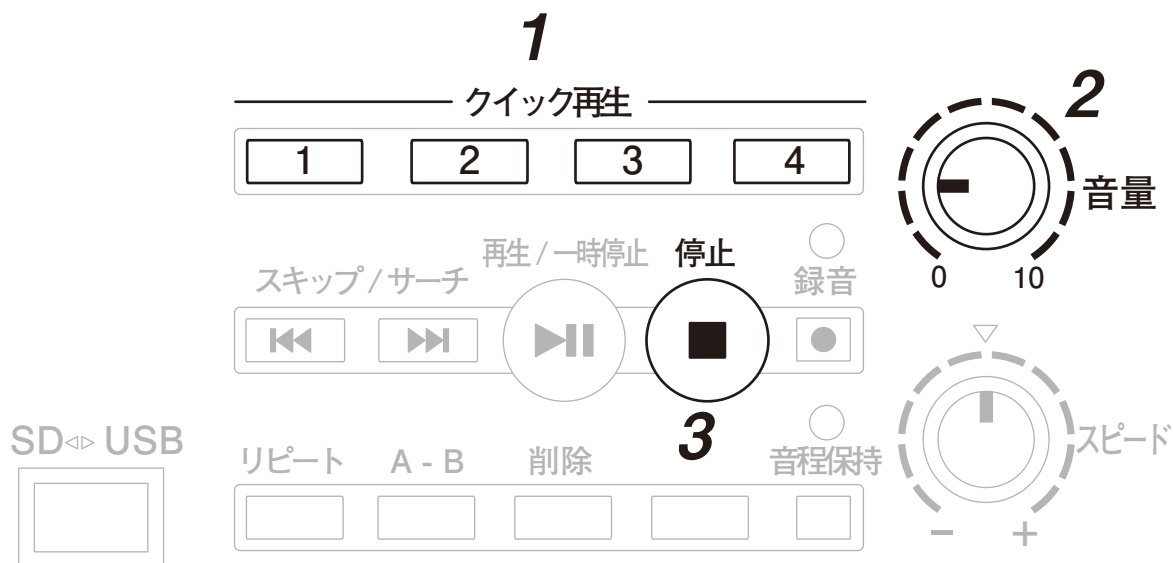 1
クイック再生
2
1 2 3 4
音量
0 10
スキップ / サーチ
再生 / 一時停止
停止
録音
3
SD◁▷USB
リピート
A - B
削除
音程保持
スピード
− +